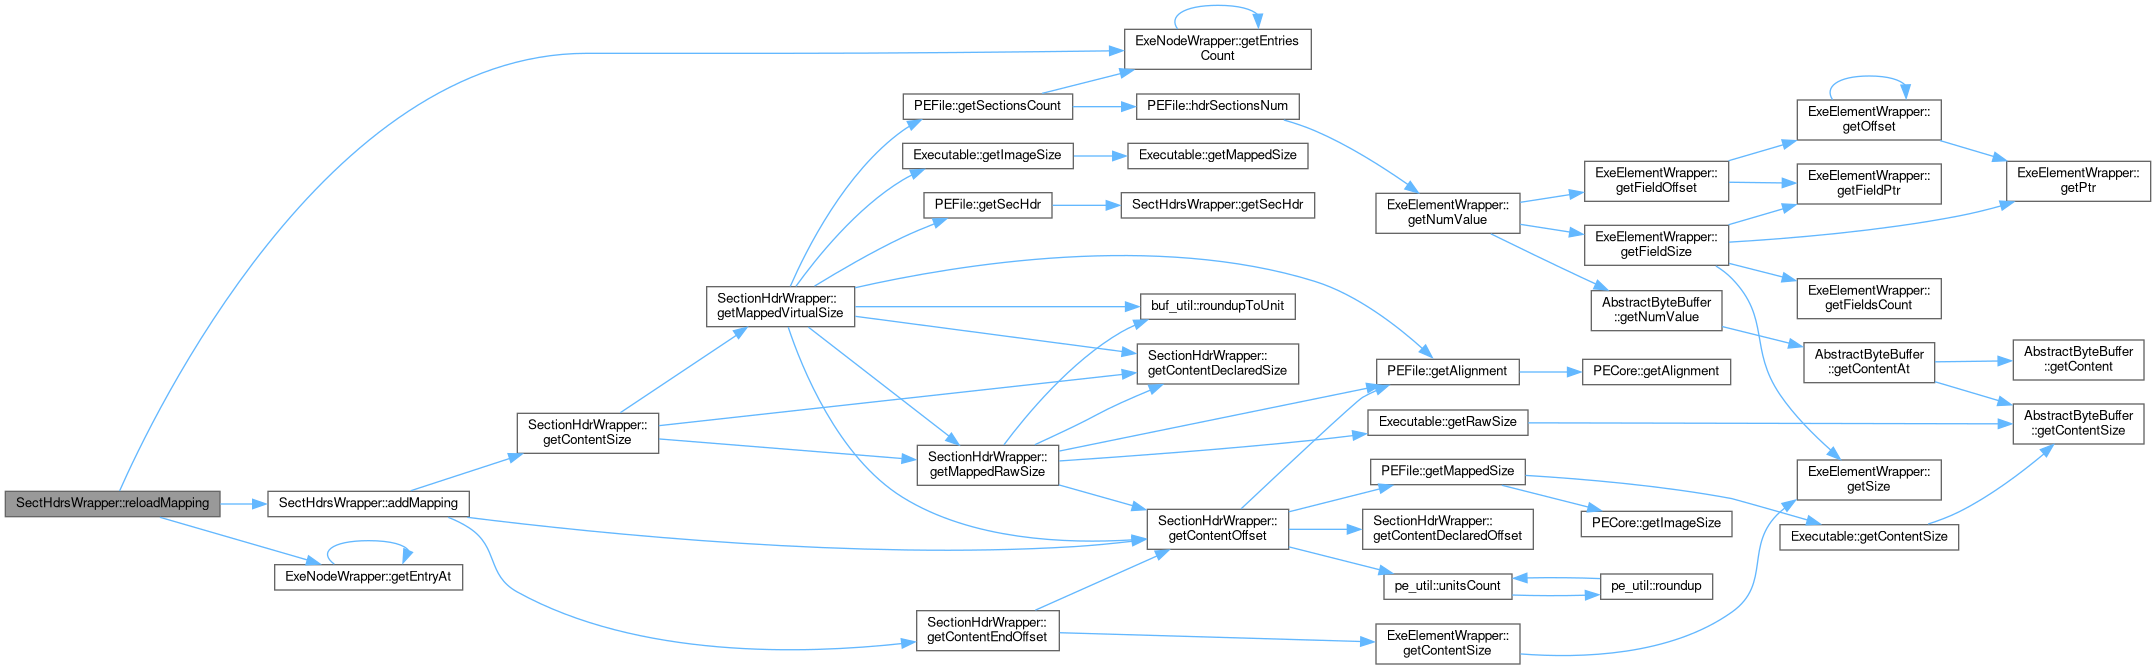 SectHdrsWrapper::reloadMapping
SectHdrsWrapper::addMapping
ExeNodeWrapper::getEntryAt
SectionHdrWrapper::
getContentSize
SectionHdrWrapper::
getMappedVirtualSize
PEFile::getSectionsCount
Executable::getImageSize
PEFile::getSecHdr
SectionHdrWrapper::
getMappedRawSize
SectionHdrWrapper::
getContentEndOffset
ExeNodeWrapper::getEntries
Count
PEFile::hdrSectionsNum
Executable::getMappedSize
SectHdrsWrapper::getSecHdr
buf_util::roundupToUnit
SectionHdrWrapper::
getContentDeclaredSize
SectionHdrWrapper::
getContentOffset
ExeElementWrapper::
getNumValue
PEFile::getAlignment
Executable::getRawSize
PEFile::getMappedSize
SectionHdrWrapper::
getContentDeclaredOffset
pe_util::unitsCount
ExeElementWrapper::
getContentSize
ExeElementWrapper::
getFieldOffset
ExeElementWrapper::
getFieldSize
AbstractByteBuffer
::getNumValue
PECore::getAlignment
PECore::getImageSize
pe_util::roundup
ExeElementWrapper::
getOffset
ExeElementWrapper::
getFieldPtr
ExeElementWrapper::
getFieldsCount
AbstractByteBuffer
::getContentAt
ExeElementWrapper::
getSize
Executable::getContentSize
ExeElementWrapper::
getPtr
AbstractByteBuffer
::getContent
AbstractByteBuffer
::getContentSize